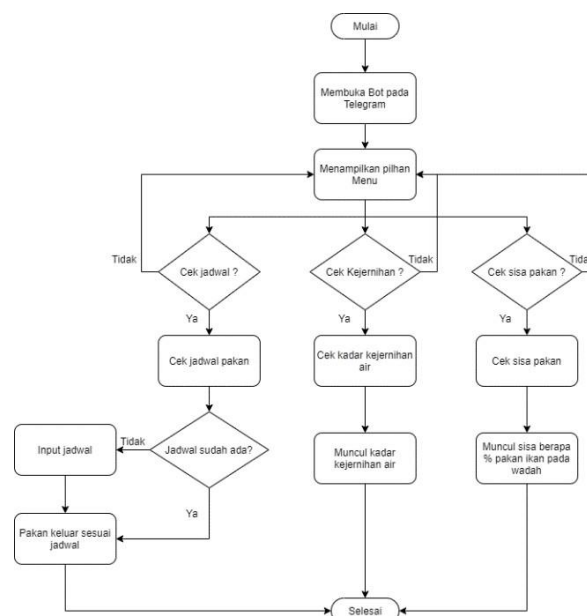 Mulai
Membuka Bot pada
Telegram
Menampilkan pilhan
Menu
Tidak
Cek jadwal ?
Cek Kejernihan ?
Tidak
Cek sisa pakan ?
Tidak
Ya
Ya
Ya
Cek jadwal pakan
Cek kadar kejernihan
air
Cek sisa pakan
Input jadwal
Tidak
Jadwal sudah ada?
Muncul kadar
kejernihan air
Muncul sisa berapa
% pakan ikan pada
wadah
Ya
Pakan keluar sesuai
jadwal
Selesai